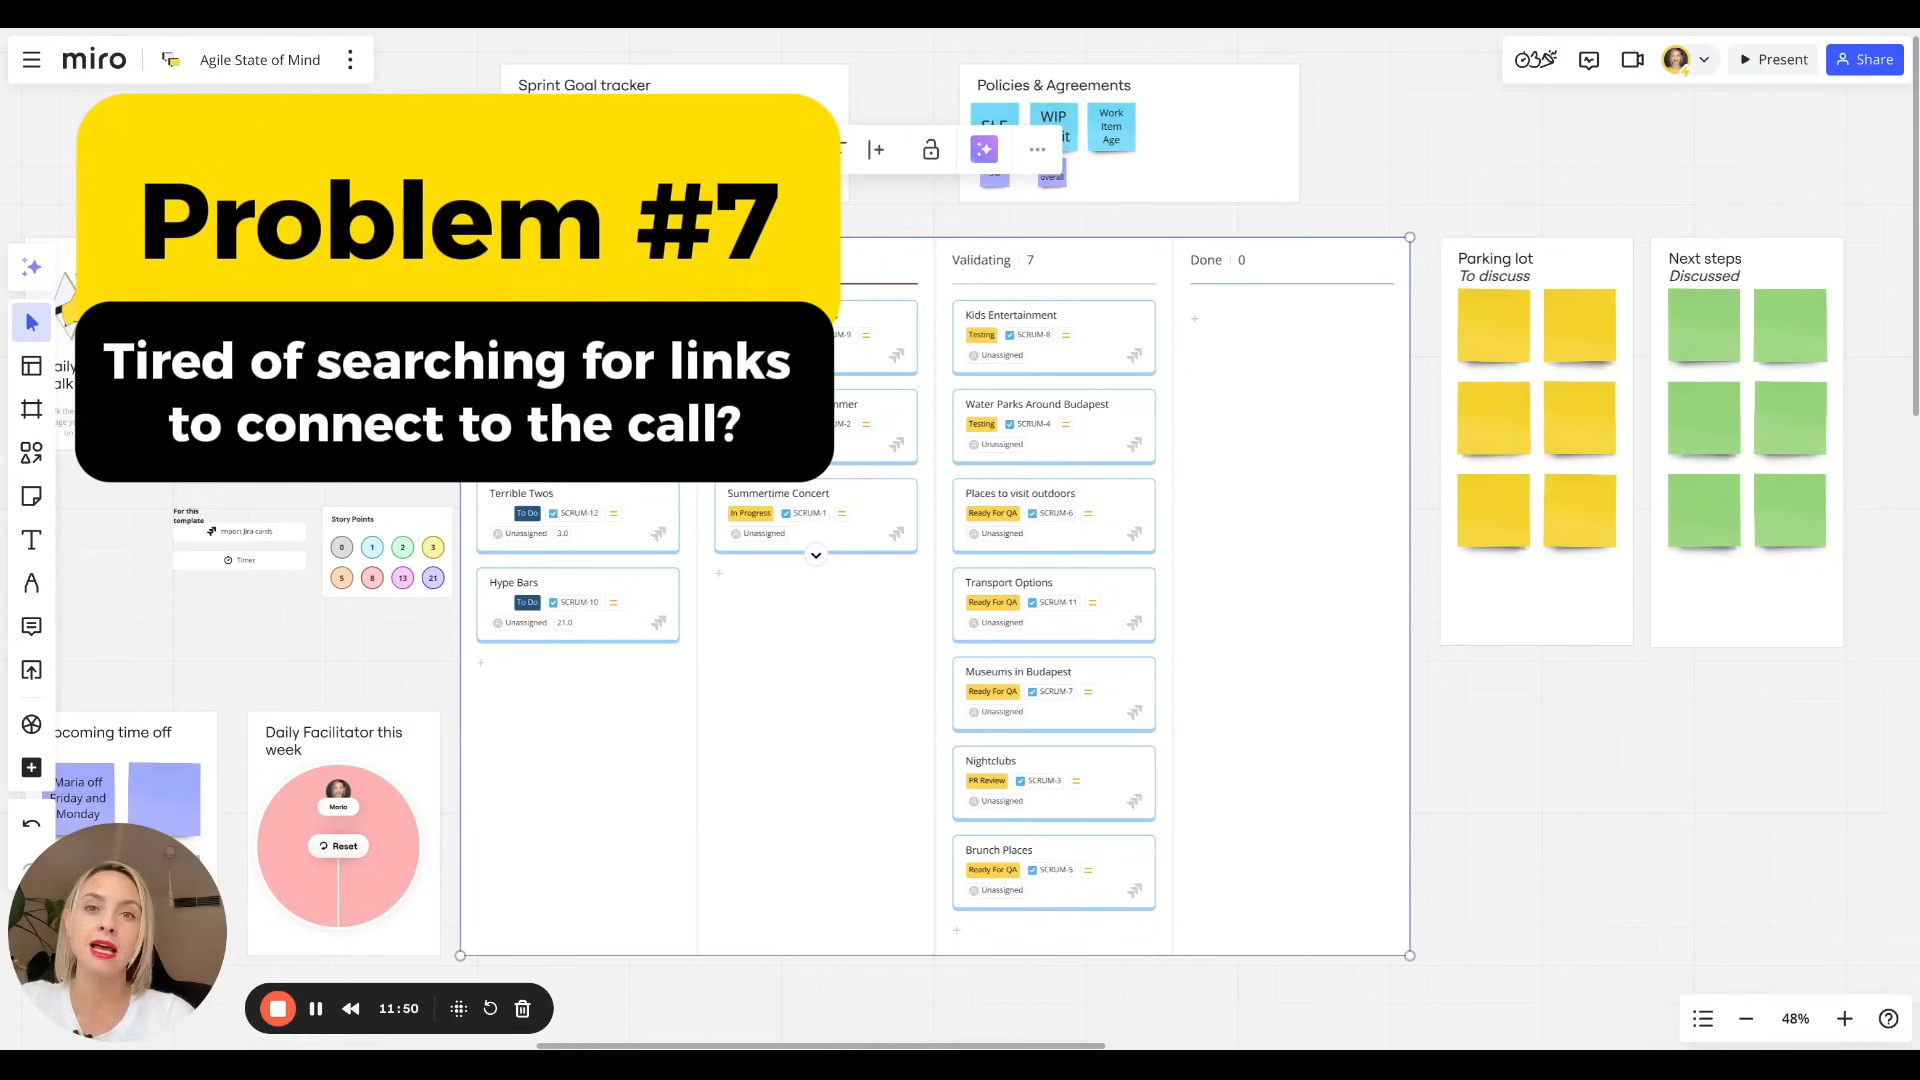 miro
Agile State of Mind
Present
Share
Sprint Goal tracker
Policies & Agreements
WIP
Work
Item
Age
overall
Problem #7
Tired of searching for links
to connect to the call?
Validating 7
Done 0
Parking lot
To discuss
Next steps
Discussed
Kids Entertainment
Testing SCRUM-8
Unassigned
Water Parks Around Budapest
Testing SCRUM-4
Unassigned
Terrible Twos
To Do SCRUM-12
Unassigned 3.0
Summertime Concert
In Progress SCRUM-1
Unassigned
Places to visit outdoors
Ready For QA SCRUM-6
Unassigned
For this
template
Import Jira cards
Timer
Story Points
0 1 2 3
5 8 13 21
Hype Bars
To Do SCRUM-10
Unassigned 21.0
Transport Options
Ready For QA SCRUM-11
Unassigned
Museums in Budapest
Ready For QA SCRUM-7
Unassigned
Nightclubs
PR Review SCRUM-3
Unassigned
Brunch Places
Ready For QA SCRUM-5
Unassigned
pcoming time off
Maria off
Friday and
Monday
Daily Facilitator this
week
Maria
Reset
11:50
48%